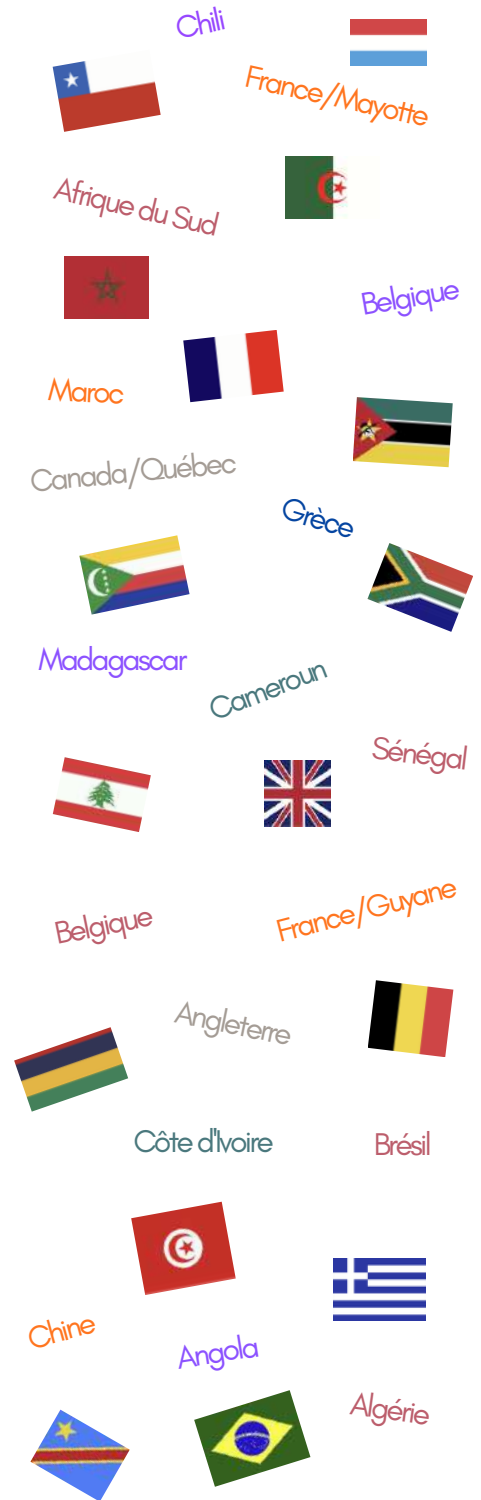 Chili
France/Mayotte
Afrique du Sud
Belgique
Maroc
Canada/Québec
Grèce
Madagascar
Cameroun
Sénégal
Belgique
France/Guyane
Angleterre
Côte d'Ivoire
Brésil
Chine
Angola
Algérie